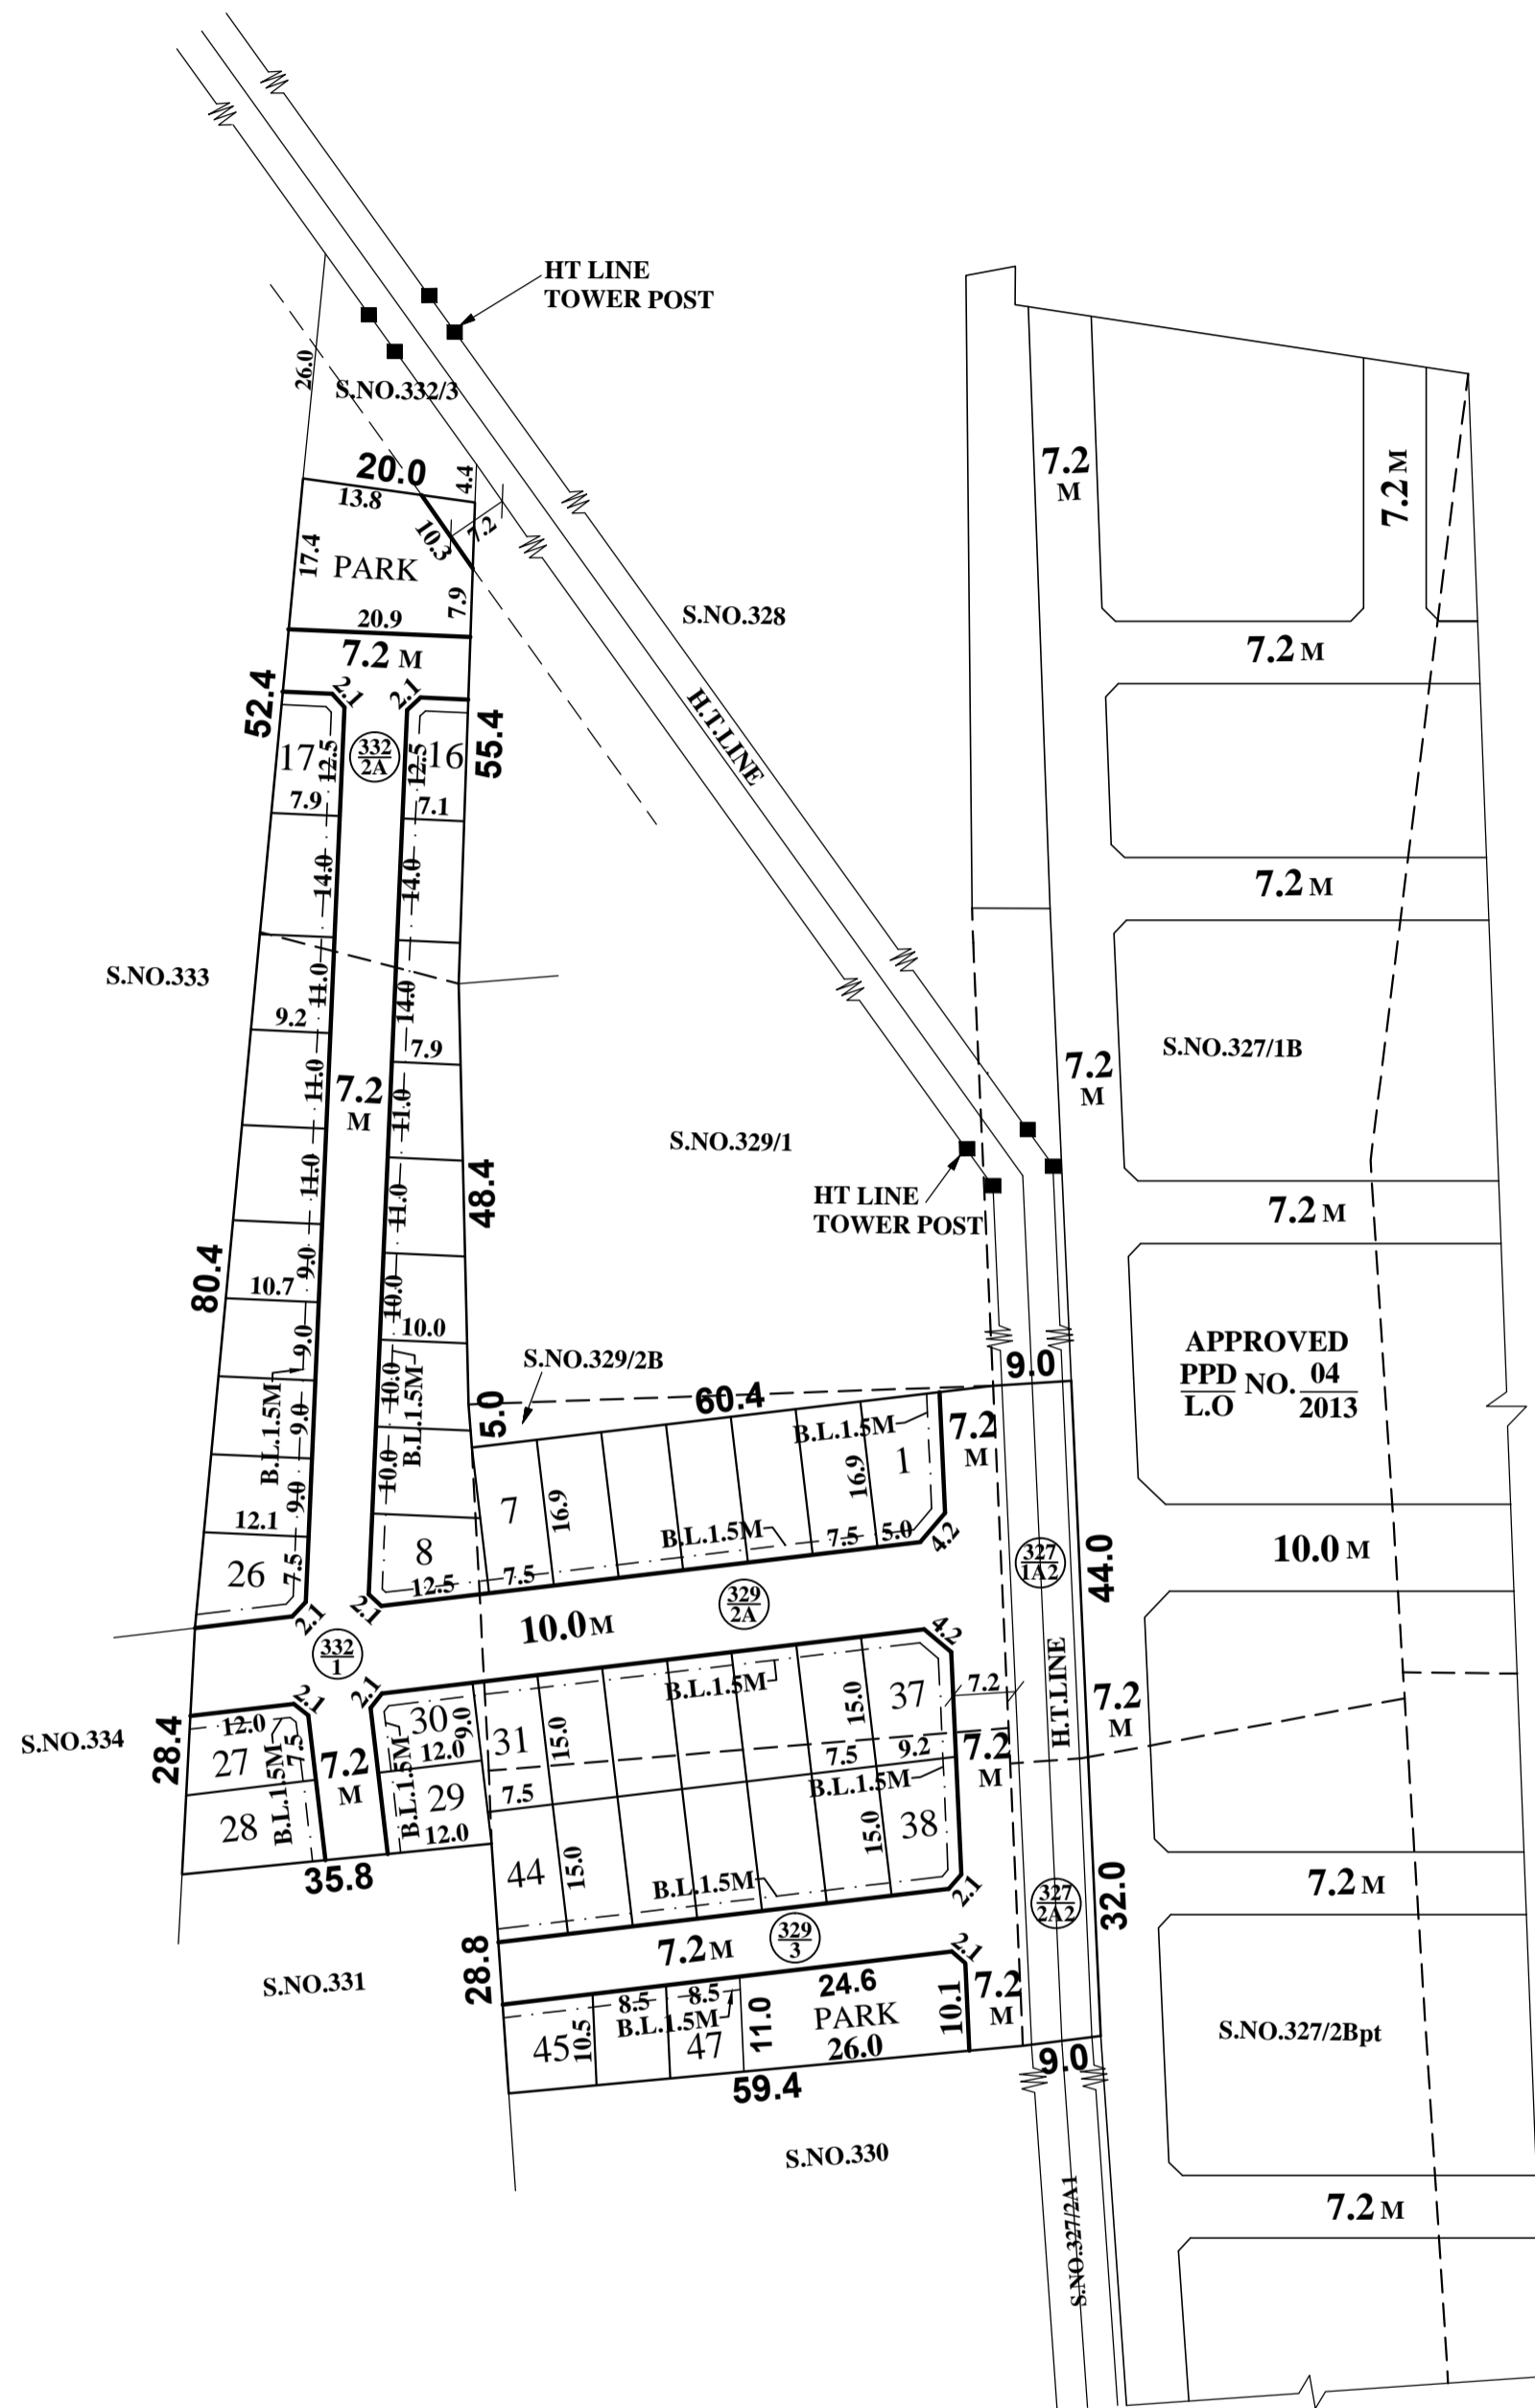 HT LINE
TOWER POST
26.0
S.NO.332/3
20.0
4.4
13.8
10.3
7.2
17.4
PARK
7.9
20.9
7.2 M
7.2
M
7.2 M
S.NO.328
7.2 M
52.4
2.1
2.1
55.4
H.T.LINE
17
12.5
332
2A
12.5
16
7.9
7.1
14.0
14.0
7.2 M
S.NO.333
11.0
14.0
9.2
7.9
7.2
M
S.NO.327/1B
11.0
7.2
M
11.0
S.NO.329/1
11.0
11.0
48.4
HT LINE
TOWER POST
7.2 M
80.4
9.0
10.7
10.0
10.0
9.0
B.L.1.5M
10.0
B.L.1.5M
S.NO.329/2B
9.0
APPROVED
PPD
L.O
NO.
04
2013
5.0
60.4
9.0
B.L.1.5M
7.2
M
9.0
10.0
12.1
9.0
7
16.9
16.9
1
B.L.1.5M
7.5
5.0
4.2
26
7.5
8
12.5
7.5
327
1A2
44.0
10.0 M
2.1
2.1
10.0 M
329
2A
332
1
4.2
H.T.LINE
S.NO.334
28.4
12.0
2.1
2.1
27
7.5
B.L.1.5M
7.2
M
30
9.0
12.0
B.L.1.5M
31
15.0
B.L.1.5M
15.0
37
7.2
7.2
M
7.5
9.2
7.2
M
B.L.1.5M
28
29
12.0
7.5
15.0
38
35.8
44
15.0
B.L.1.5M
2.1
327
2A2
32.0
7.2 M
28.8
7.2 M
329
3
2.1
S.NO.331
8.5
8.5
B.L.1.5M
24.6
PARK
26.0
10.1
7.2
M
45
10.5
47
11.0
59.4
9.0
S.NO.327/2Bpt
S.NO.330
S.NO.327/2A1
7.2 M